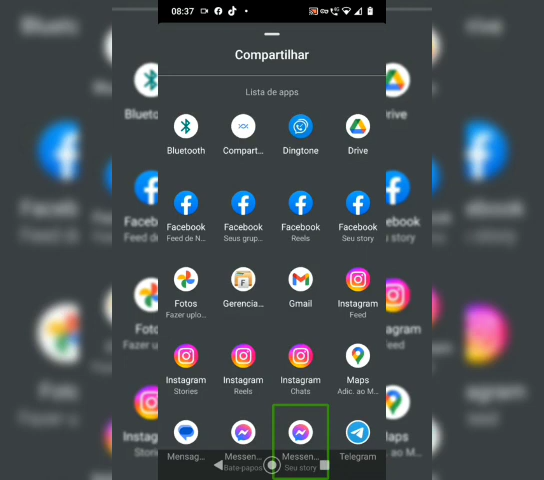 08:37
Compartilhar
Lista de apps
Bluetooth
Compart...
Dingtone
Drive
Facebook
Feed de N...
Facebook
Seus grup...
Facebook
Reels
Facebook
Seu story
Fotos
Fazer uplo...
Gerencia...
Gmail
Instagram
Feed
Instagram
Stories
Instagram
Reels
Instagram
Chats
Maps
Adic. ao M...
Mensag...
Messen...
Bate-papos
Messen...
Seu story
Telegram